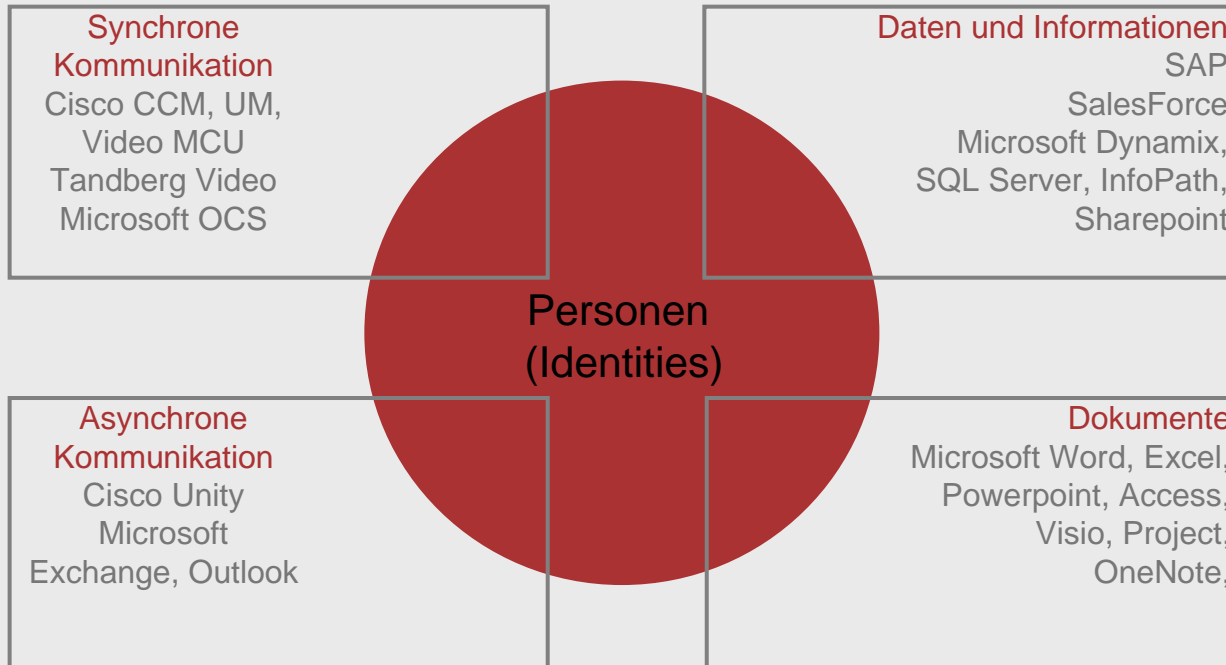 Synchrone
Kommunikation
Cisco CCM, UM,
Video MCU
Tandberg Video
Microsoft OCS
Daten und Informationen
SAP
SalesForce
Microsoft Dynamix,
SQL Server, InfoPath,
Sharepoint
Personen
(Identities)
Asynchrone
Kommunikation
Cisco Unity
Microsoft
Exchange, Outlook
Dokumente
Microsoft Word, Excel,
Powerpoint, Access,
Visio, Project,
OneNote,